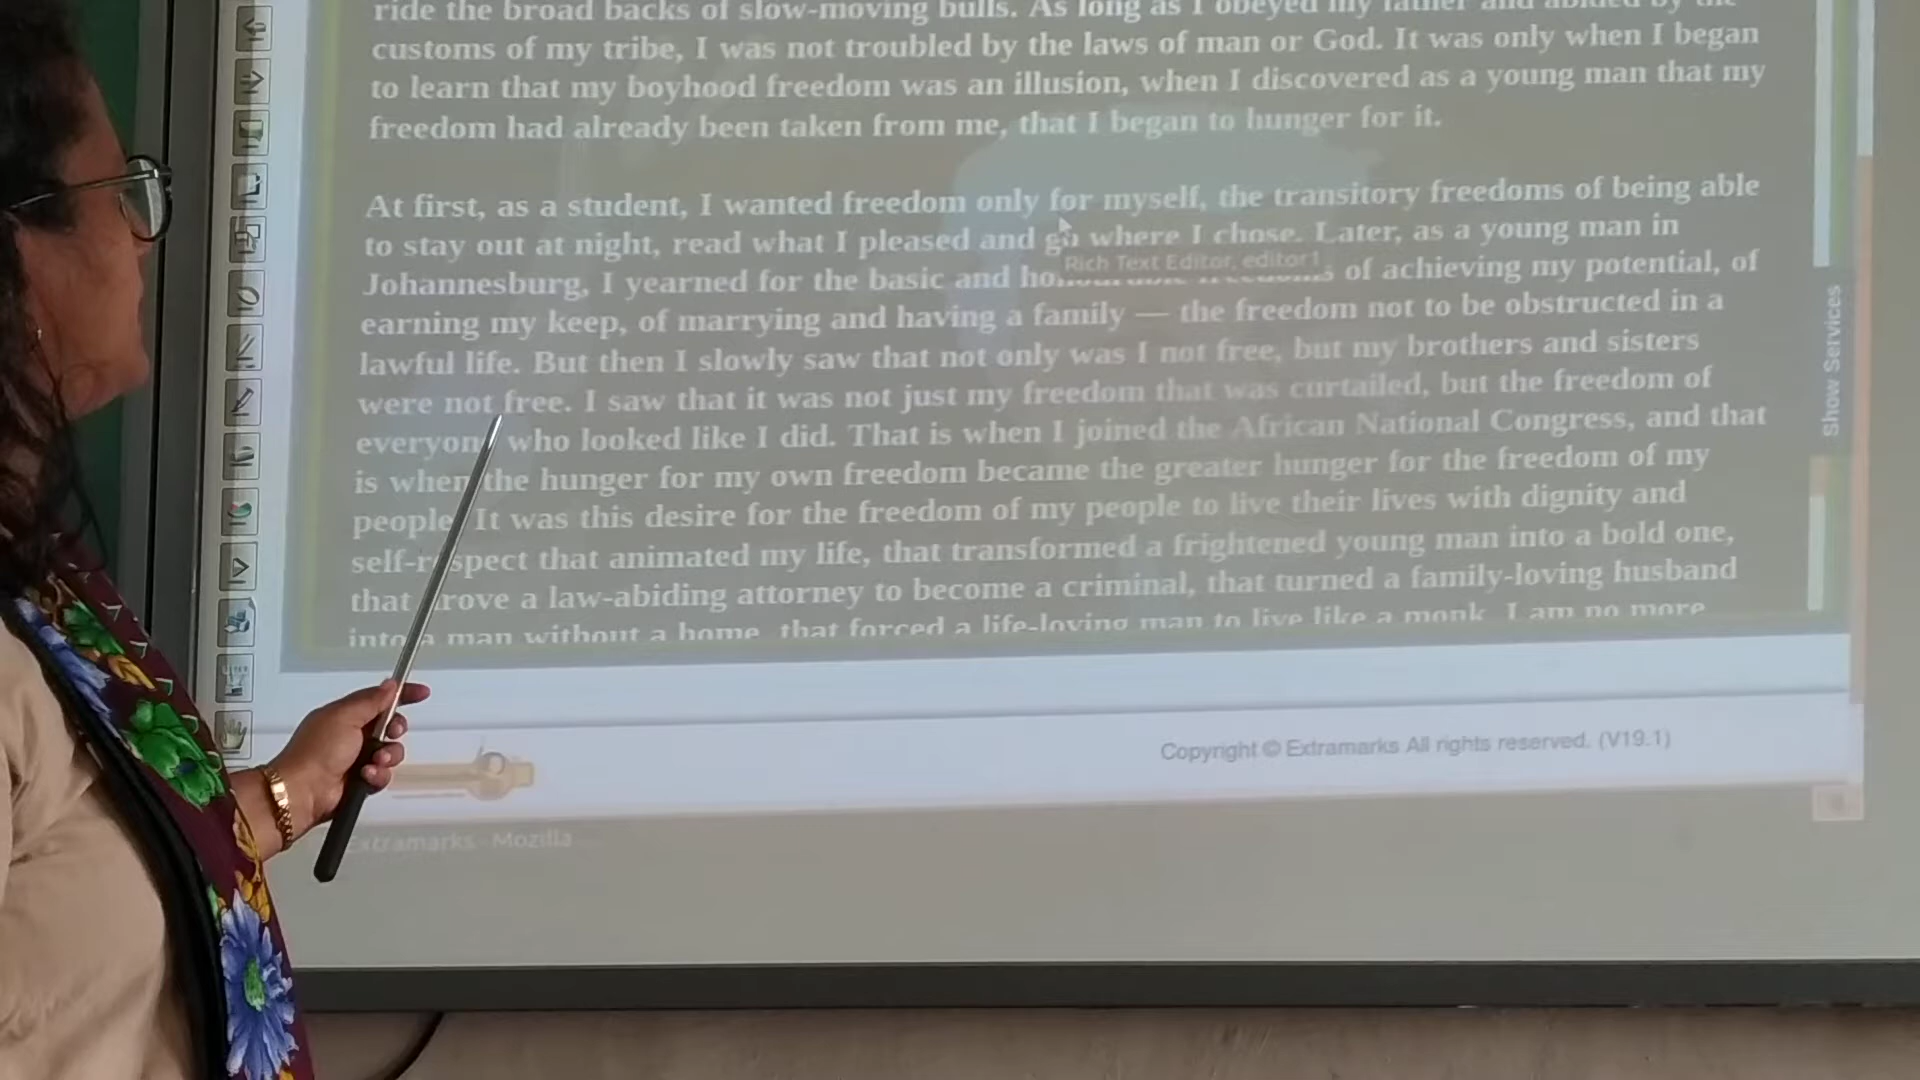 ride the broad backs of slow-moving bulls. As long as I obeyed my father and abided by the
customs of my tribe, I was not troubled by the laws of man or God. It was only when I began
to learn that my boyhood freedom was an illusion, when I discovered as a young man that my
freedom had already been taken from me, that I began to hunger for it.
At first, as a student, I wanted freedom only for myself, the transitory freedoms of being able
to stay out at night, read what I pleased and go where I chose. Later, as a young man in
Rich Text Editor, editor1
Johannesburg, I yearned for the basic and of achieving my potential, of
earning my keep, of marrying and having a family — the freedom not to be obstructed in a
lawful life. But then I slowly saw that not only was I not free, but my brothers and sisters
were not free. I saw that it was not just my freedom that was curtailed, but the freedom of
everyone who looked like I did. That is when I joined the African National Congress, and that
is when the hunger for my own freedom became the greater hunger for the freedom of my
people. It was this desire for the freedom of my people to live their lives with dignity and
self-respect that animated my life, that transformed a frightened young man into a bold one,
that drove a law-abiding attorney to become a criminal, that turned a family-loving husband
into a man without a home, that forced a life-loving man to live like a monk. I am no more
Show Services
Copyright © Extramarks All rights reserved. (V19.1)
Extramarks - Mozilla